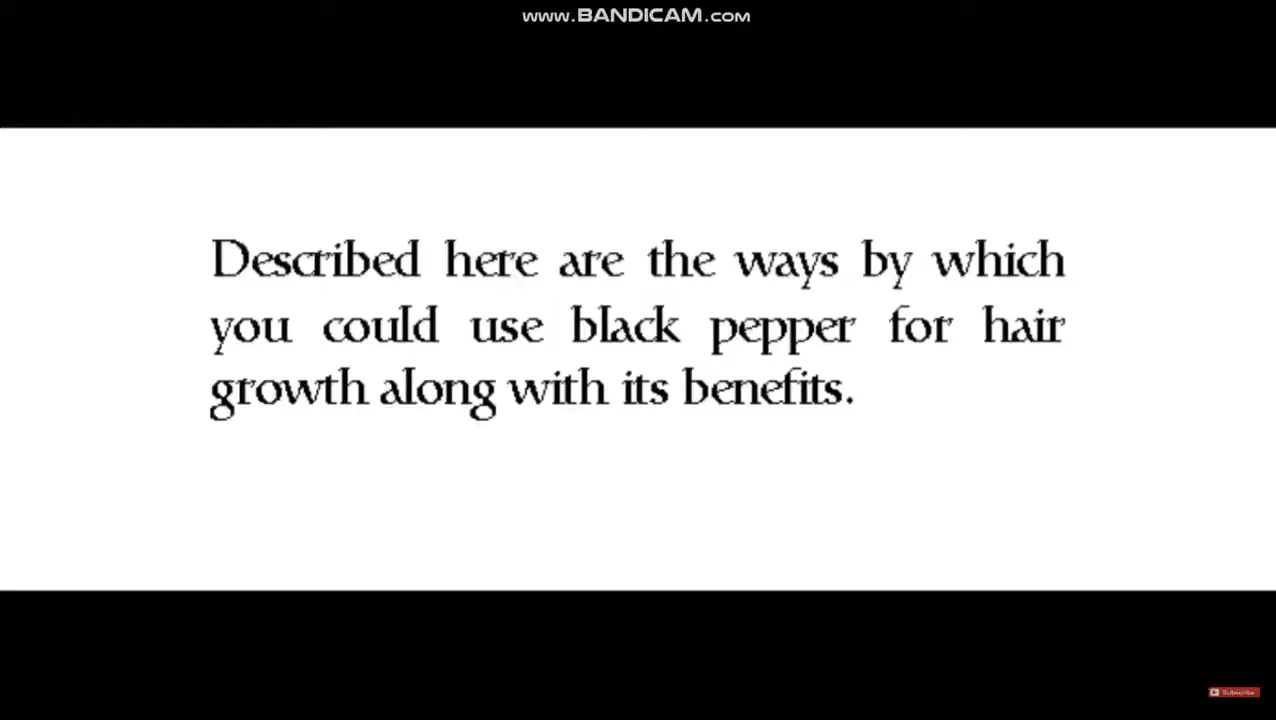 www.BANDICAM.com
Described here are the ways by which
you could use black pepper for hair
growth along with its benefits.
Subscribe